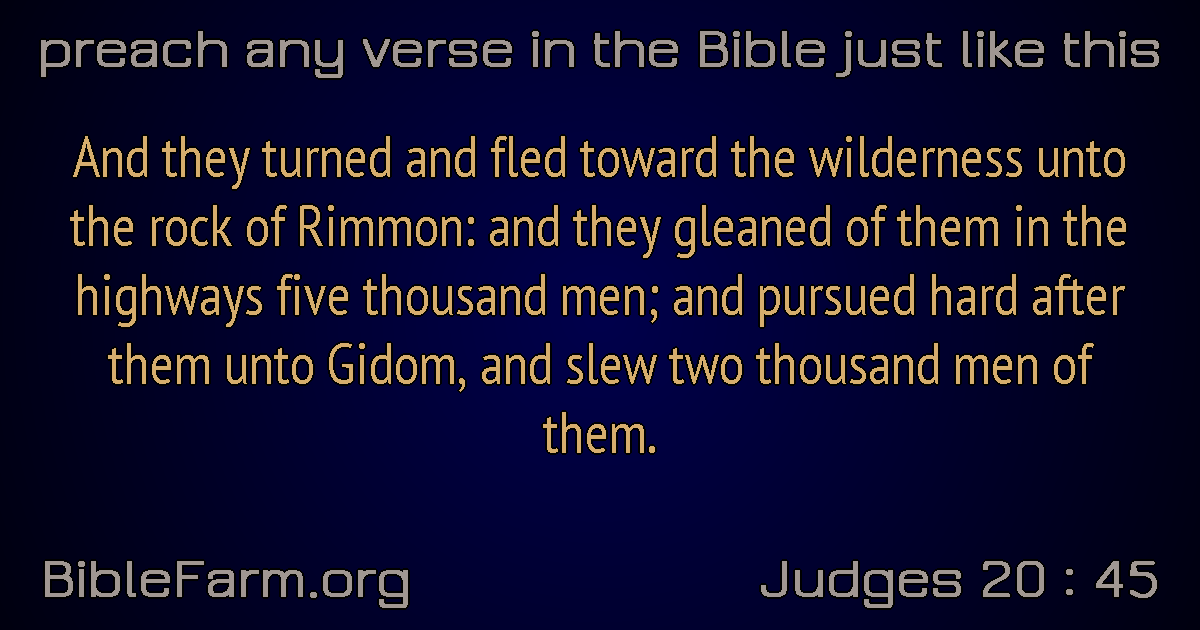 preach any verse in the Bible just like this
And they turned and fled toward the wilderness unto
the rock of Rimmon: and they gleaned of them in the
highways five thousand men; and pursued hard after
them unto Gidom, and slew two thousand men of
them.
BibleFarm.org
Judges 20 : 45